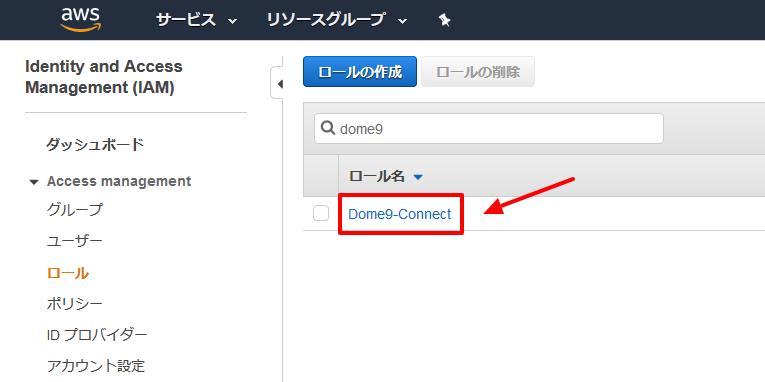 aws サービス リソースグループ
Identity and Access
Management (IAM)
ダッシュボード
Access management
グループ
ユーザー
ロール
ポリシー
ID プロバイダー
アカウント設定
ロールの作成 ロールの削除
dome9
ロール名
Dome9-Connect